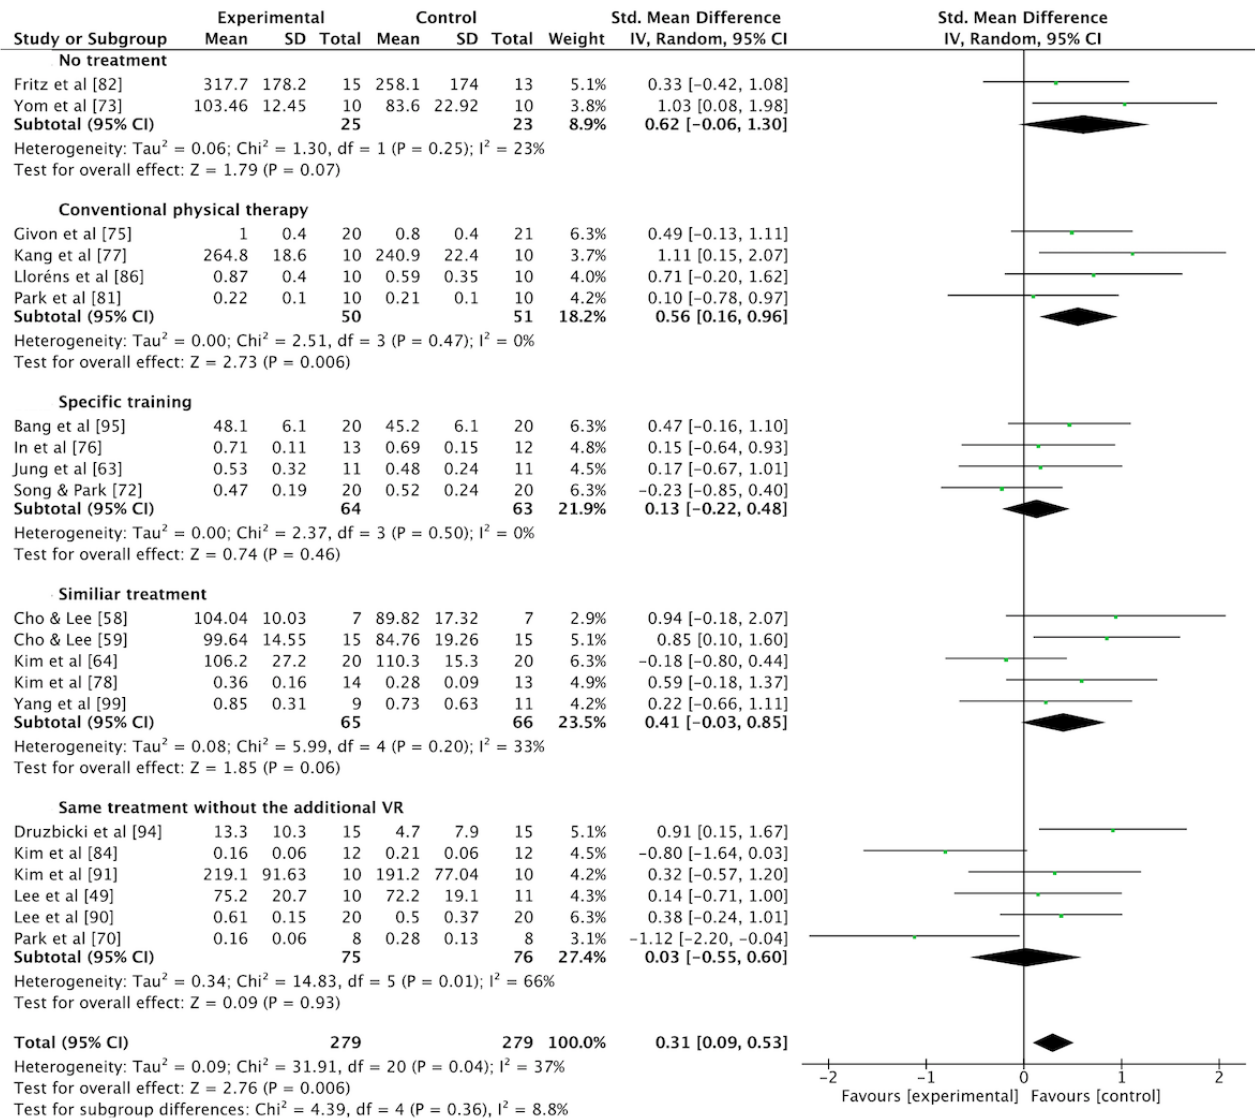 Experimental Control Std. Mean Difference Std. Mean Difference
Study or Subgroup Mean SD Total Mean SD Total Weight IV, Random, 95% CI IV, Random, 95% CI
No treatment
Fritz et al [82] 317.7 178.2 15 258.1 174 13 5.1% 0.33 [−0.42, 1.08]
Yom et al [73] 103.46 12.45 10 83.6 22.92 10 3.8% 1.03 [0.08, 1.98]
Subtotal (95% CI) 25 23 8.9% 0.62 [−0.06, 1.30]
Heterogeneity: Tau² = 0.06; Chi² = 1.30, df = 1 (P = 0.25); I² = 23%
Test for overall effect: Z = 1.79 (P = 0.07)
Conventional physical therapy
Givon et al [75] 1 0.4 20 0.8 0.4 21 6.3% 0.49 [−0.13, 1.11]
Kang et al [77] 264.8 18.6 10 240.9 22.4 10 3.7% 1.11 [0.15, 2.07]
Lloréns et al [86] 0.87 0.4 10 0.59 0.35 10 4.0% 0.71 [−0.20, 1.62]
Park et al [81] 0.22 0.1 10 0.21 0.1 10 4.2% 0.10 [−0.78, 0.97]
Subtotal (95% CI) 50 51 18.2% 0.56 [0.16, 0.96]
Heterogeneity: Tau² = 0.00; Chi² = 2.51, df = 3 (P = 0.47); I² = 0%
Test for overall effect: Z = 2.73 (P = 0.006)
Specific training
Bang et al [95] 48.1 6.1 20 45.2 6.1 20 6.3% 0.47 [−0.16, 1.10]
In et al [76] 0.71 0.11 13 0.69 0.15 12 4.8% 0.15 [−0.64, 0.93]
Jung et al [63] 0.53 0.32 11 0.48 0.24 11 4.5% 0.17 [−0.67, 1.01]
Song & Park [72] 0.47 0.19 20 0.52 0.24 20 6.3% −0.23 [−0.85, 0.40]
Subtotal (95% CI) 64 63 21.9% 0.13 [−0.22, 0.48]
Heterogeneity: Tau² = 0.00; Chi² = 2.37, df = 3 (P = 0.50); I² = 0%
Test for overall effect: Z = 0.74 (P = 0.46)
Similiar treatment
Cho & Lee [58] 104.04 10.03 7 89.82 17.32 7 2.9% 0.94 [−0.18, 2.07]
Cho & Lee [59] 99.64 14.55 15 84.76 19.26 15 5.1% 0.85 [0.10, 1.60]
Kim et al [64] 106.2 27.2 20 110.3 15.3 20 6.3% −0.18 [−0.80, 0.44]
Kim et al [78] 0.36 0.16 14 0.28 0.09 13 4.9% 0.59 [−0.18, 1.37]
Yang et al [99] 0.85 0.31 9 0.73 0.63 11 4.2% 0.22 [−0.66, 1.11]
Subtotal (95% CI) 65 66 23.5% 0.41 [−0.03, 0.85]
Heterogeneity: Tau² = 0.08; Chi² = 5.99, df = 4 (P = 0.20); I² = 33%
Test for overall effect: Z = 1.85 (P = 0.06)
Same treatment without the additional VR
Druzbicki et al [94] 13.3 10.3 15 4.7 7.9 15 5.1% 0.91 [0.15, 1.67]
Kim et al [84] 0.16 0.06 12 0.21 0.06 12 4.5% −0.80 [−1.64, 0.03]
Kim et al [91] 219.1 91.63 10 191.2 77.04 10 4.2% 0.32 [−0.57, 1.20]
Lee et al [49] 75.2 20.7 10 72.2 19.1 11 4.3% 0.14 [−0.71, 1.00]
Lee et al [90] 0.61 0.15 20 0.5 0.37 20 6.3% 0.38 [−0.24, 1.01]
Park et al [70] 0.16 0.06 8 0.28 0.13 8 3.1% −1.12 [−2.20, −0.04]
Subtotal (95% CI) 75 76 27.4% 0.03 [−0.55, 0.60]
Heterogeneity: Tau² = 0.34; Chi² = 14.83, df = 5 (P = 0.01); I² = 66%
Test for overall effect: Z = 0.09 (P = 0.93)
Total (95% CI) 279 279 100.0% 0.31 [0.09, 0.53]
Heterogeneity: Tau² = 0.09; Chi² = 31.91, df = 20 (P = 0.04); I² = 37%
Test for overall effect: Z = 2.76 (P = 0.006)
Test for subgroup differences: Chi² = 4.39, df = 4 (P = 0.36), I² = 8.8%
−2 −1 0 1 2
Favours [experimental] Favours [control]